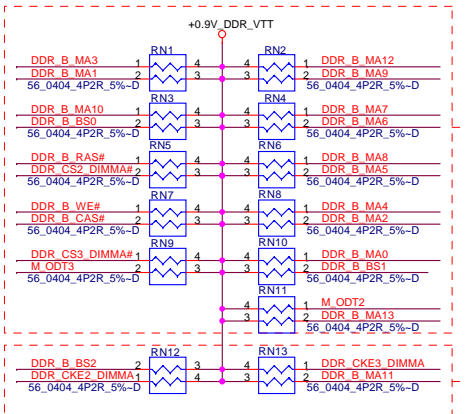 +0.9V_DDR_VTT
RN1 RN2
DDR_B_MA3 1 4 4 1 DDR_B_MA12
DDR_B_MA1 2 3 3 2 DDR_B_MA9
56_0404_4P2R_5%~D 56_0404_4P2R_5%~D
RN3 RN4
DDR_B_MA10 1 4 4 1 DDR_B_MA7
DDR_B_BS0 2 3 3 2 DDR_B_MA6
56_0404_4P2R_5%~D 56_0404_4P2R_5%~D
RN5 RN6
DDR_B_RAS# 1 4 4 1 DDR_B_MA8
DDR_CS2_DIMMA# 2 3 3 2 DDR_B_MA5
56_0404_4P2R_5%~D 56_0404_4P2R_5%~D
RN7 RN8
DDR_B_WE# 1 4 4 1 DDR_B_MA4
DDR_B_CAS# 2 3 3 2 DDR_B_MA2
56_0404_4P2R_5%~D 56_0404_4P2R_5%~D
RN9 RN10
DDR_CS3_DIMMA# 1 4 4 1 DDR_B_MA0
M_ODT3 2 3 3 2 DDR_B_BS1
56_0404_4P2R_5%~D 56_0404_4P2R_5%~D
RN11
4 1 M_ODT2
3 2 DDR_B_MA13
56_0404_4P2R_5%~D
RN12 RN13
DDR_B_BS2 2 3 4 1 DDR_CKE3_DIMMA
DDR_CKE2_DIMMA 1 4 3 2 DDR_B_MA11
56_0404_4P2R_5%~D 56_0404_4P2R_5%~D